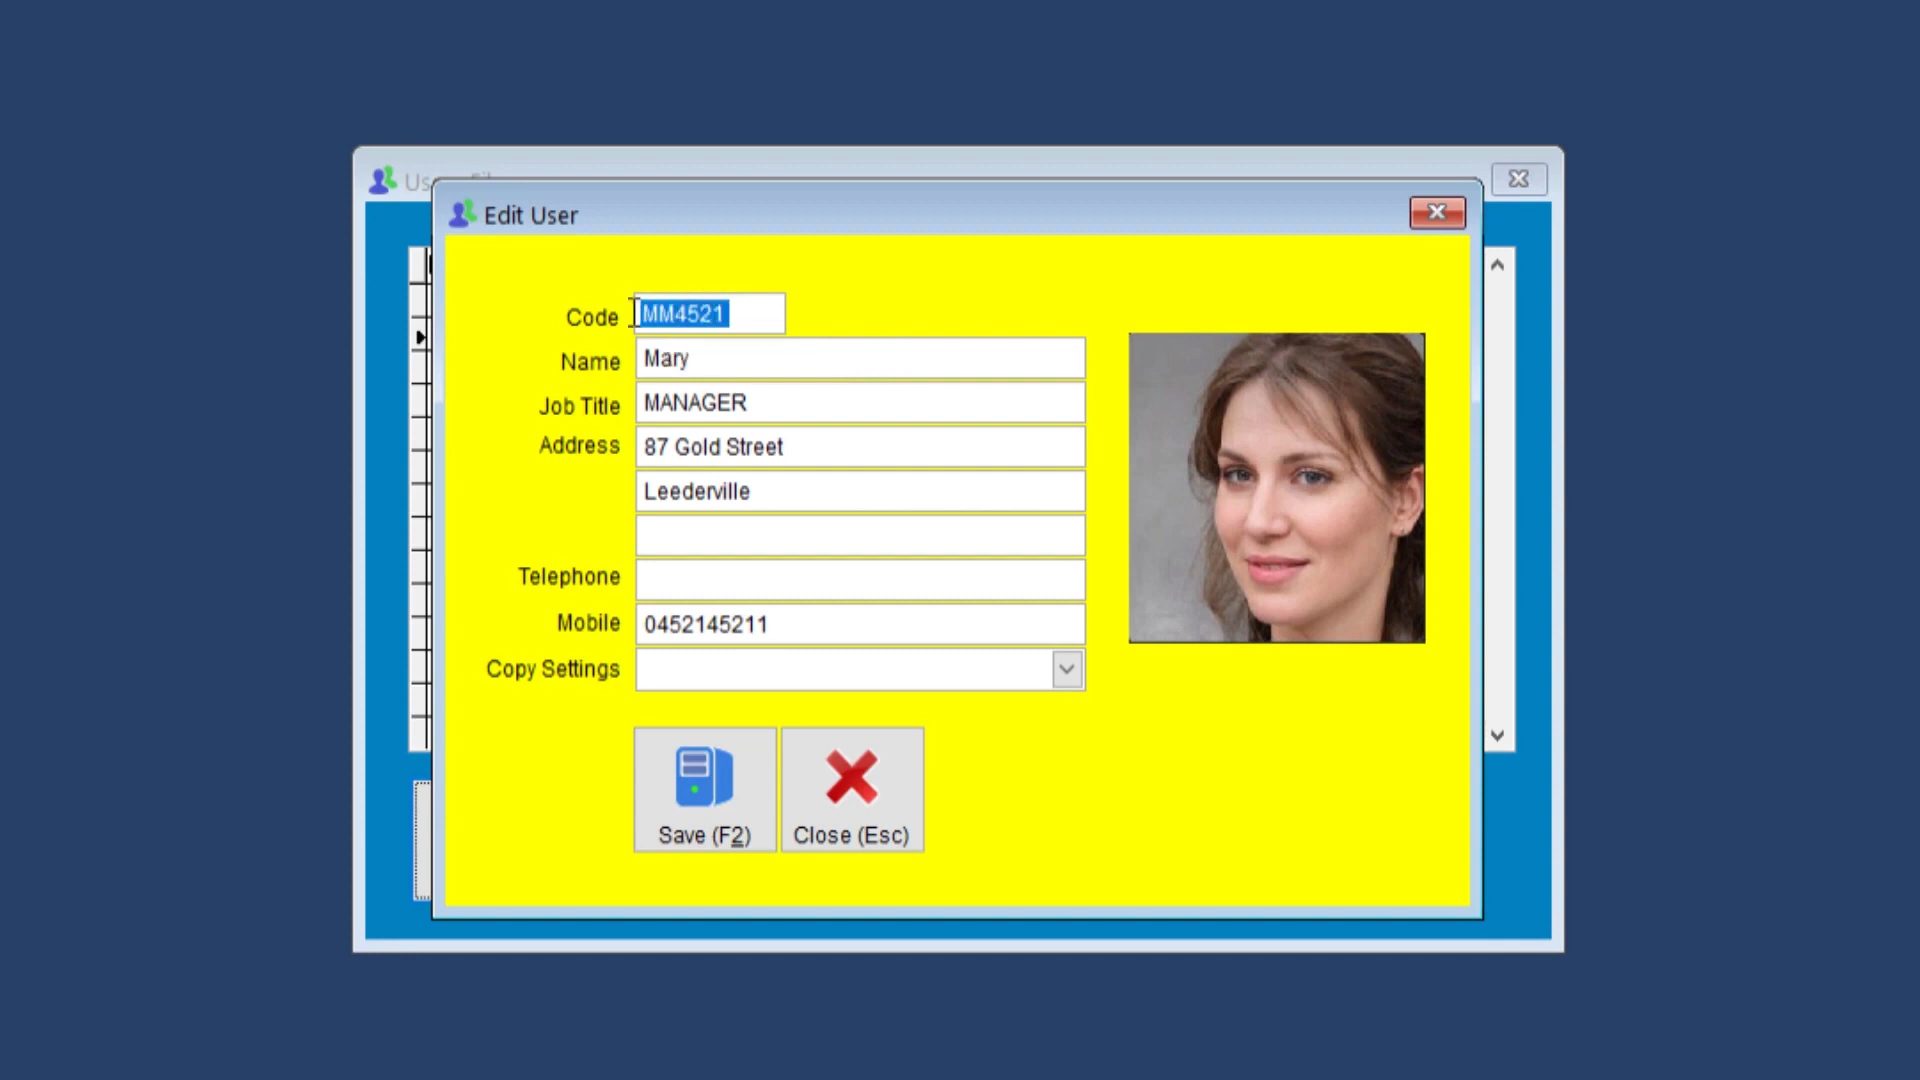 Edit User
Code MM4521
Name Mary
Job Title MANAGER
Address 87 Gold Street
Leederville
Telephone
Mobile 0452145211
Copy Settings
Save (F2) Close (Esc)